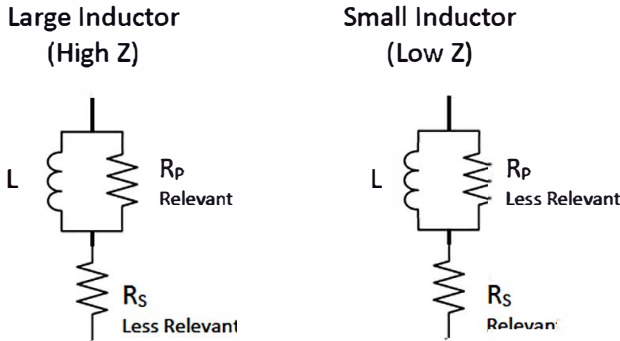 Large Inductor
(High Z)
L
RP
Relevant
RS
Less Relevant
Small Inductor
(Low Z)
L
RP
Less Relevant
RS
Relevant